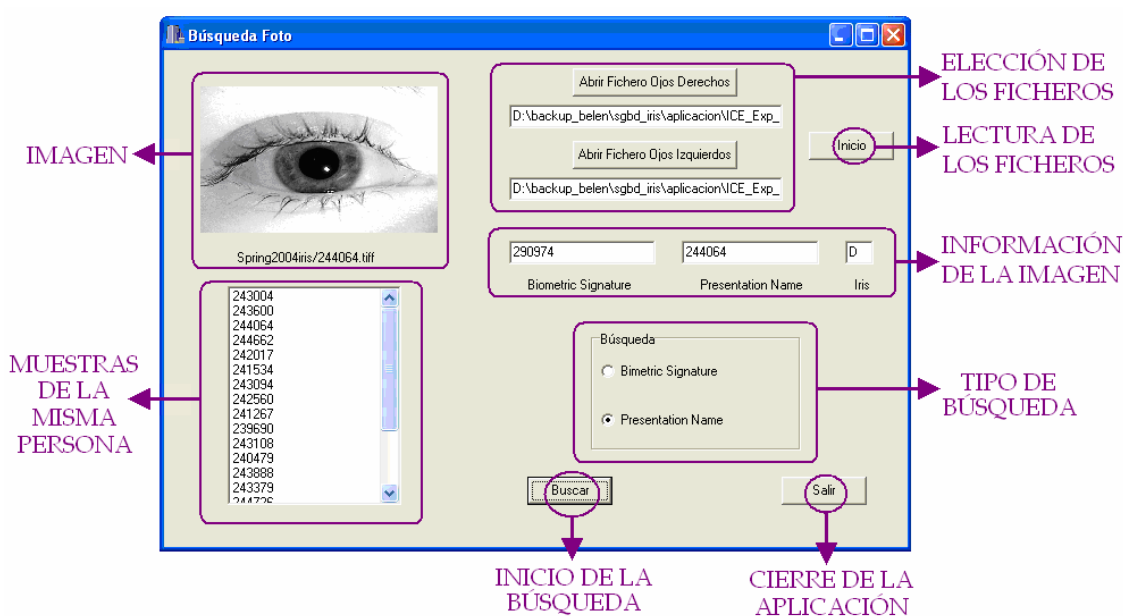 Búsqueda Foto
IMAGEN
Spring2004iris/244064.tiff
Abrir Fichero Ojos Derechos
D:\backup_belen\sgbd_iris\aplicacion\ICE_Exp_
Abrir Fichero Ojos Izquierdos
D:\backup_belen\sgbd_iris\aplicacion\ICE_Exp_
ELECCIÓN DE
LOS FICHEROS
Inicio
LECTURA DE
LOS FICHEROS
290974
244064
D
Biometric Signature
Presentation Name
Iris
INFORMACIÓN
DE LA IMAGEN
MUESTRAS
DE LA
MISMA
PERSONA
243004
243600
244064
244662
242017
241534
243094
242560
241267
239690
243108
240479
243888
243379
244726
Búsqueda
Bimetric Signature
Presentation Name
TIPO DE
BÚSQUEDA
Buscar
Salir
INICIO DE LA
BÚSQUEDA
CIERRE DE LA
APLICACIÓN